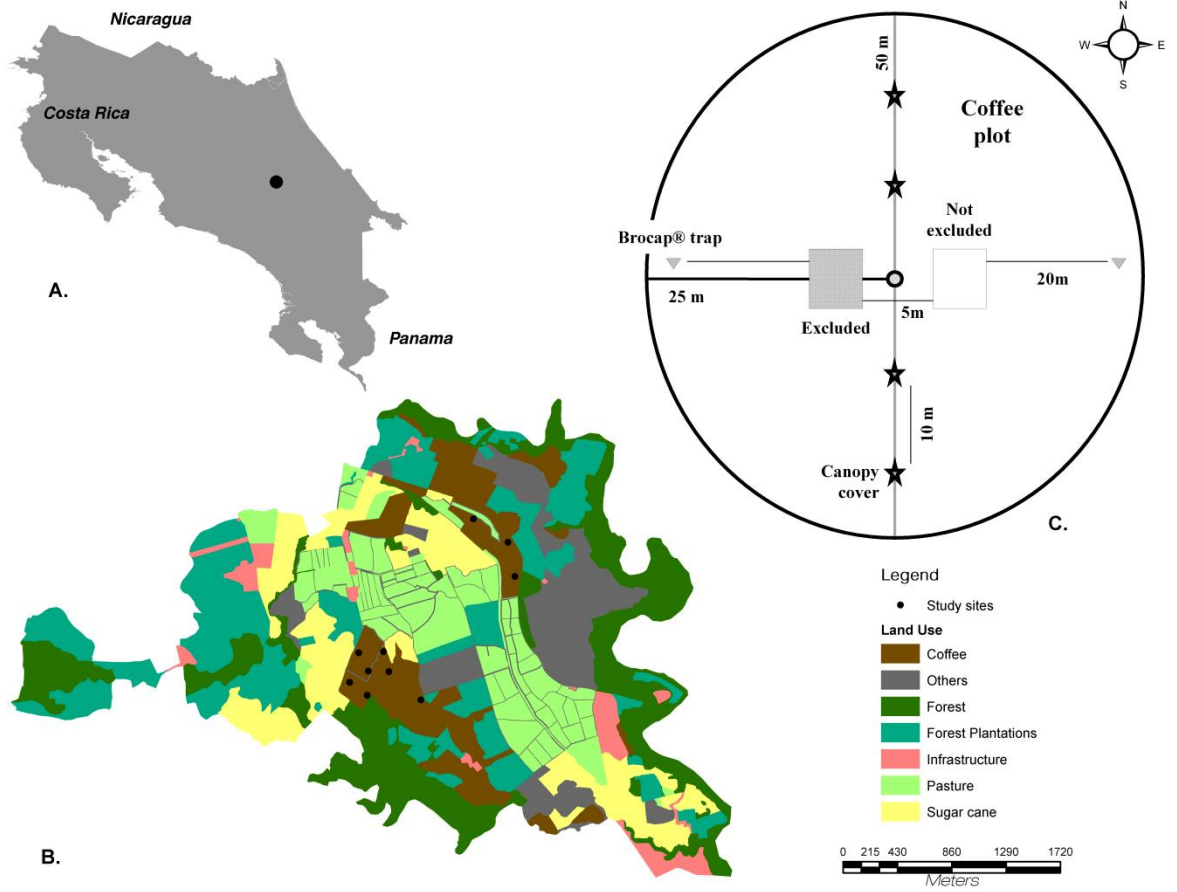 Nicaragua
Costa Rica
Panama
A.
N
W
E
S
50 m
Coffee
plot
Not
excluded
Brocap® trap
25 m
20m
5m
Excluded
10 m
Canopy
cover
C.
Legend
Study sites
Land Use
Coffee
Others
Forest
Forest Plantations
Infrastructure
Pasture
Sugar cane
B.
0 215 430 860 1290 1720
Meters